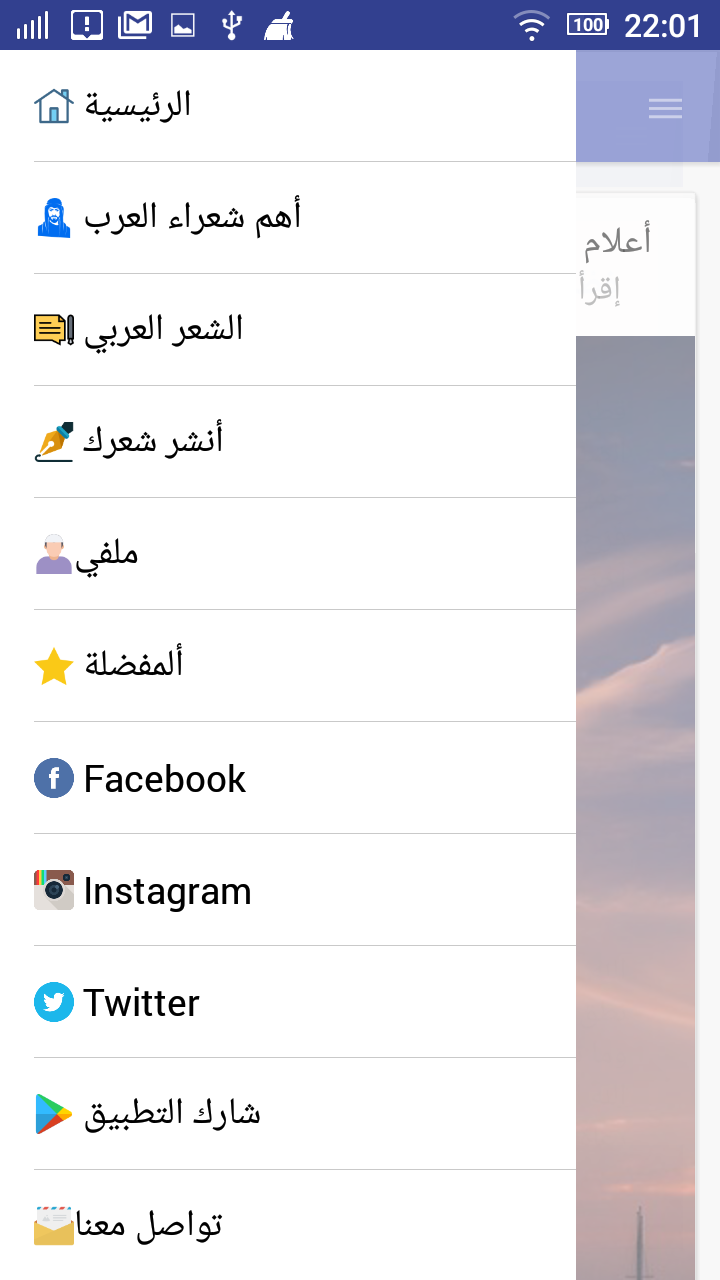 100 22:01
الرئيسية
أهم شعراء العرب
الشعر العربي
أنشر شعرك
ملفي
ألمفضلة
Facebook
Instagram
Twitter
شارك التطبيق
تواصل معنا
أعلام
إقرأ